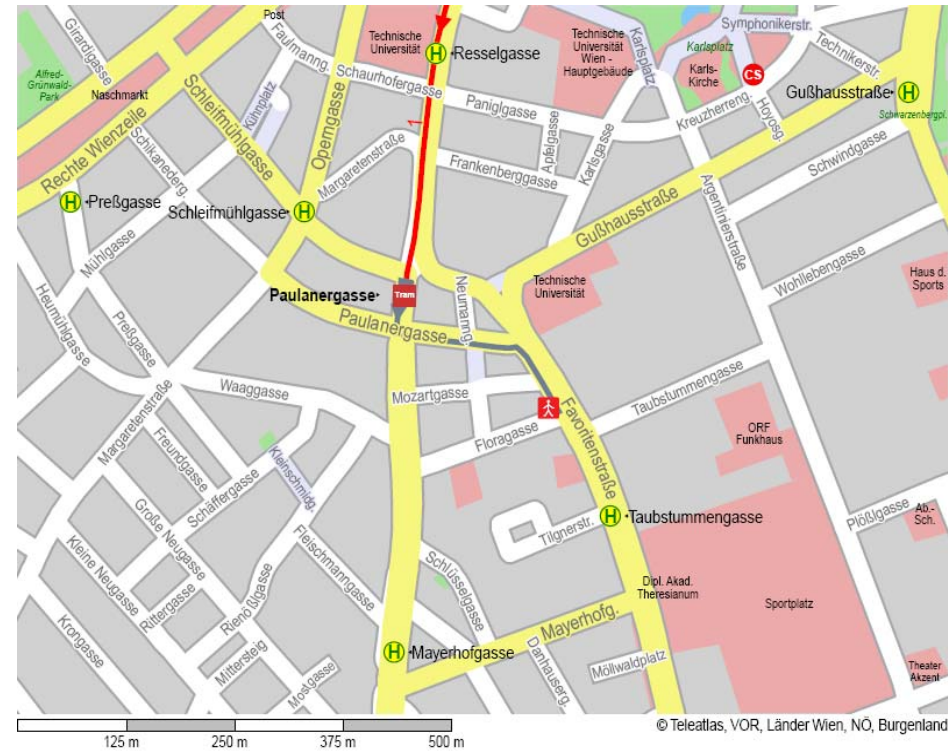 Girardigasse
Post
Faulmanng.
Technische
Universität
Resselgasse
Technische
Universität
Wien -
Hauptgebäude
Karlsplatz
Symphonikerstr.
Karlsplatz
Karls-
Kirche
CS
Technikerstr.
Alfred-
Grünwald-
Park
Naschmarkt
Kühnplatz
Schaurhofergasse
Operngasse
Paniglgasse
Kreuzherreng.
Hoyosg.
Gußhausstraße
Schwarzenbergpl.
Rechte Wienzeile
Schleifmühlgasse
Schikanederg.
1
Margaretenstraße
Frankenberggasse
Apfelgasse
Karlsgasse
Schwindgasse
Preßgasse
Schleifmühlgasse
Gußhausstraße
Argentinierstraße
Mühlgasse
Wohllebengasse
Haus d.
Sports
Heumühlgasse
Preßgasse
Paulanergasse
Tram
Neumanng.
Technische
Universität
Paulanergasse
Margaretenstraße
Waaggasse
Mozartgasse
Favoritenstraße
Taubstummengasse
ORF
Funkhaus
Floragasse
Freundgasse
Kleinschmidg.
Schäffergasse
Große Neugasse
Tilgnerstr.
Taubstummengasse
Plößlgasse
Ab.-
Sch.
Kleine Neugasse
Fleischmanngasse
Schlüsselgasse
Dipl. Akad.
Theresianum
Sportplatz
Krongasse
Rittergasse
Rienößlgasse
Mayerhofg.
Mayerhofgasse
Mittersteig
Mostgasse
Danhauserg.
Möllwaldplatz
Theater
Akzent
© Teleatlas, VOR, Länder Wien, NÖ, Burgenland
125 m 250 m 375 m 500 m
H
H
H
H
H
H